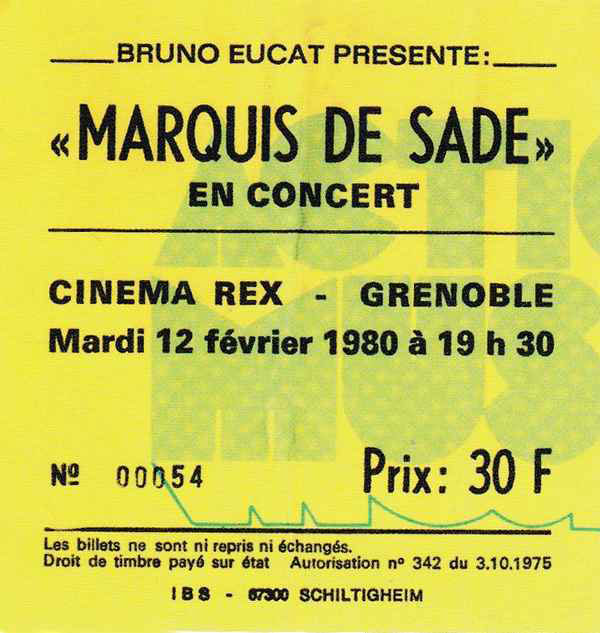 BRUNO EUCAT PRESENTE:
«MARQUIS DE SADE»
EN CONCERT
CINEMA REX - GRENOBLE
Mardi 12 février 1980 à 19 h 30
Nº 00054
Prix: 30 F
Les billets ne sont ni repris ni échangés.
Droit de timbre payé sur état Autorisation nº 342 du 3.10.1975
IBS - 67300 SCHILTIGHEIM